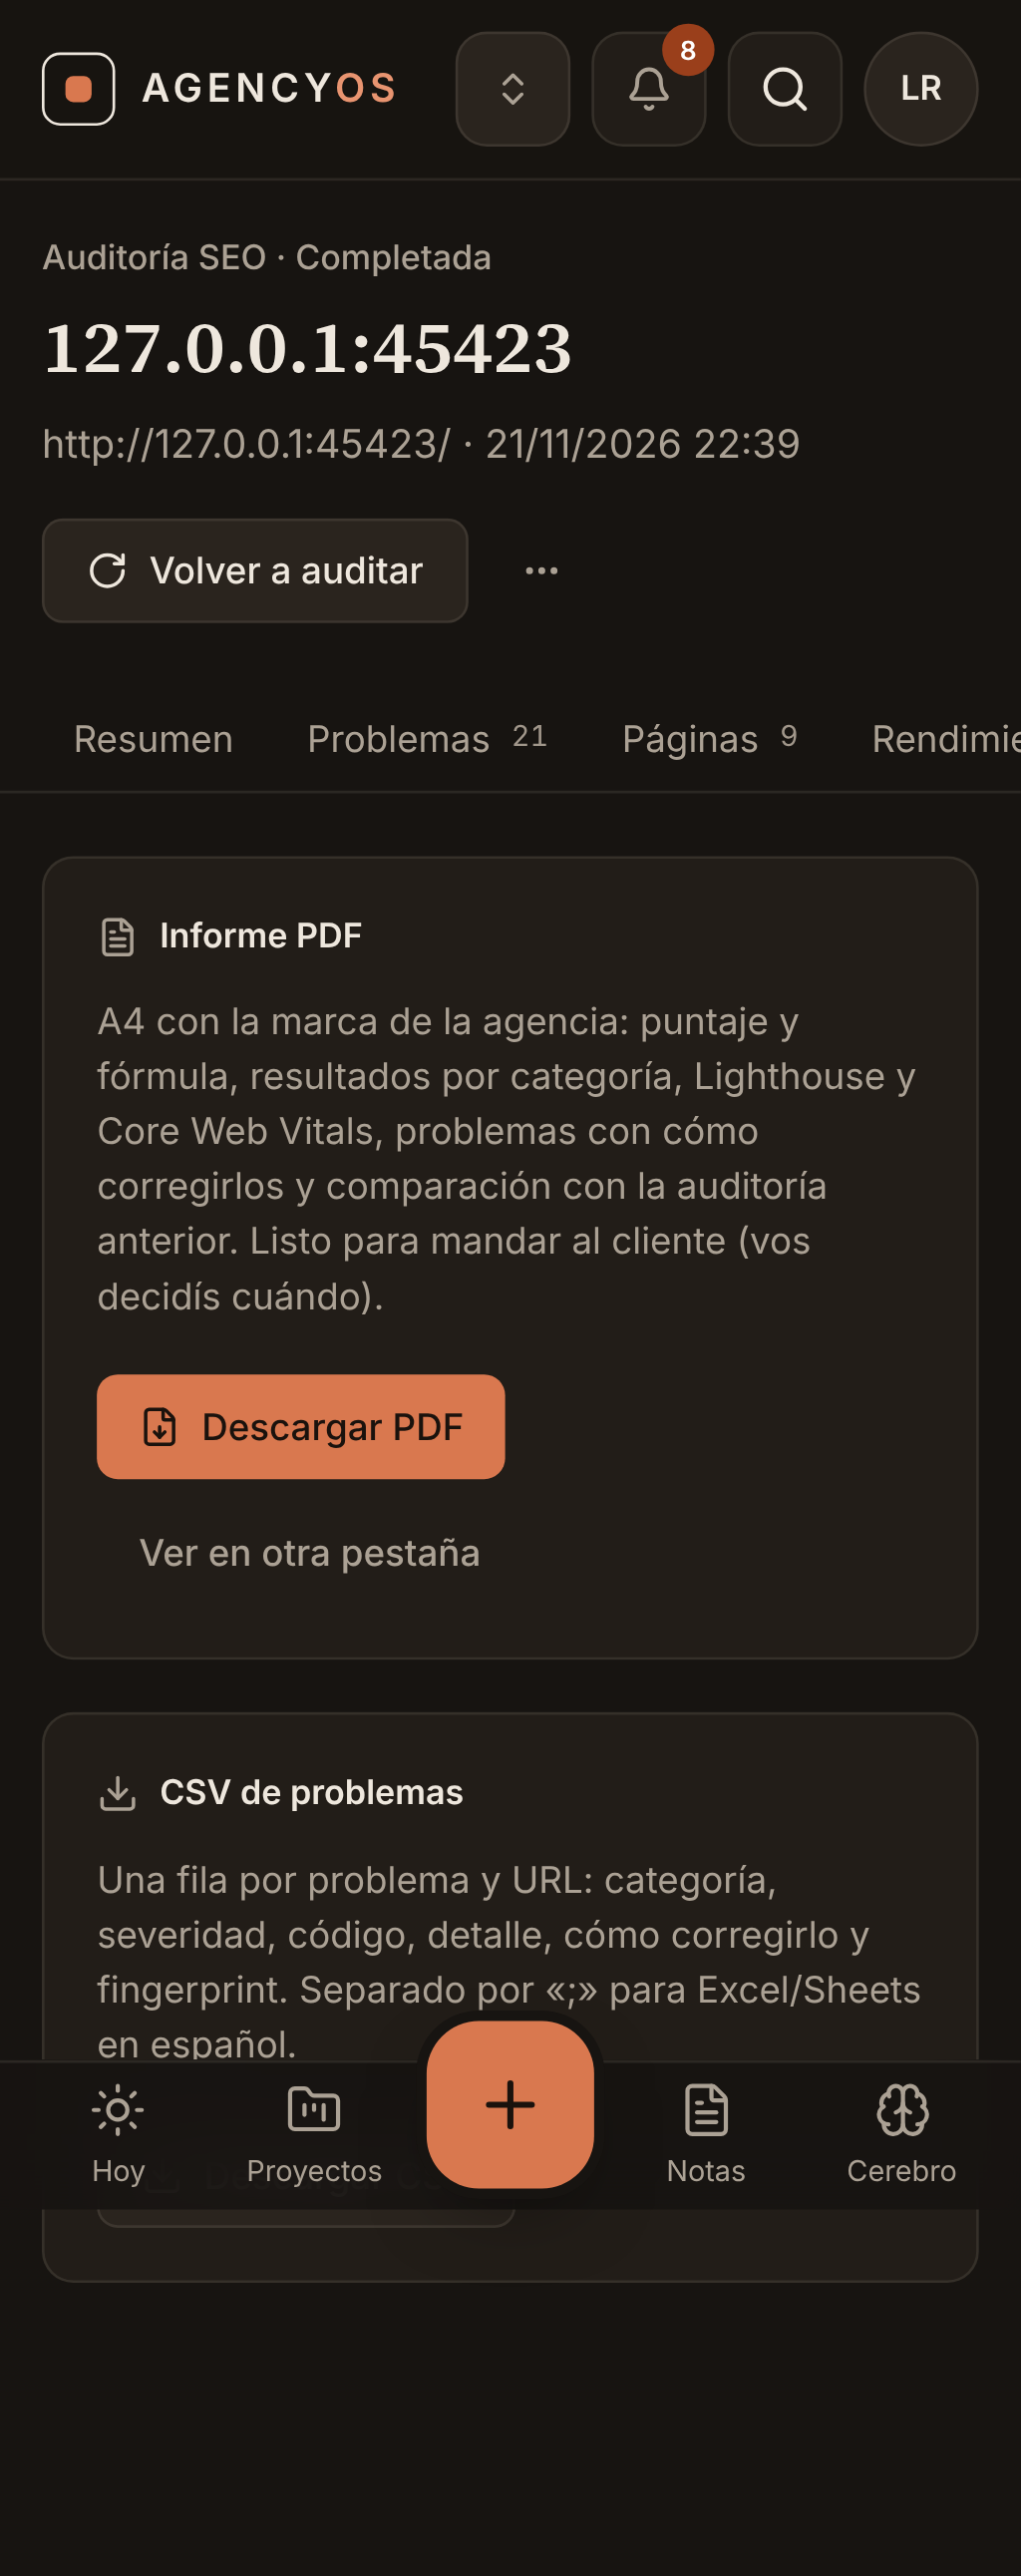 AGENCYOS
8
LR
Auditoría SEO · Completada
127.0.0.1:45423
http://127.0.0.1:45423/ · 21/11/2026 22:39
Volver a auditar
Resumen Problemas 21 Páginas 9 Rendimie
Informe PDF
A4 con la marca de la agencia: puntaje y
fórmula, resultados por categoría, Lighthouse y
Core Web Vitals, problemas con cómo
corregirlos y comparación con la auditoría
anterior. Listo para mandar al cliente (vos
decidís cuándo).
Descargar PDF
Ver en otra pestaña
CSV de problemas
Una fila por problema y URL: categoría,
severidad, código, detalle, cómo corregirlo y
fingerprint. Separado por «;» para Excel/Sheets
en español.
Hoy Proyectos Notas Cerebro